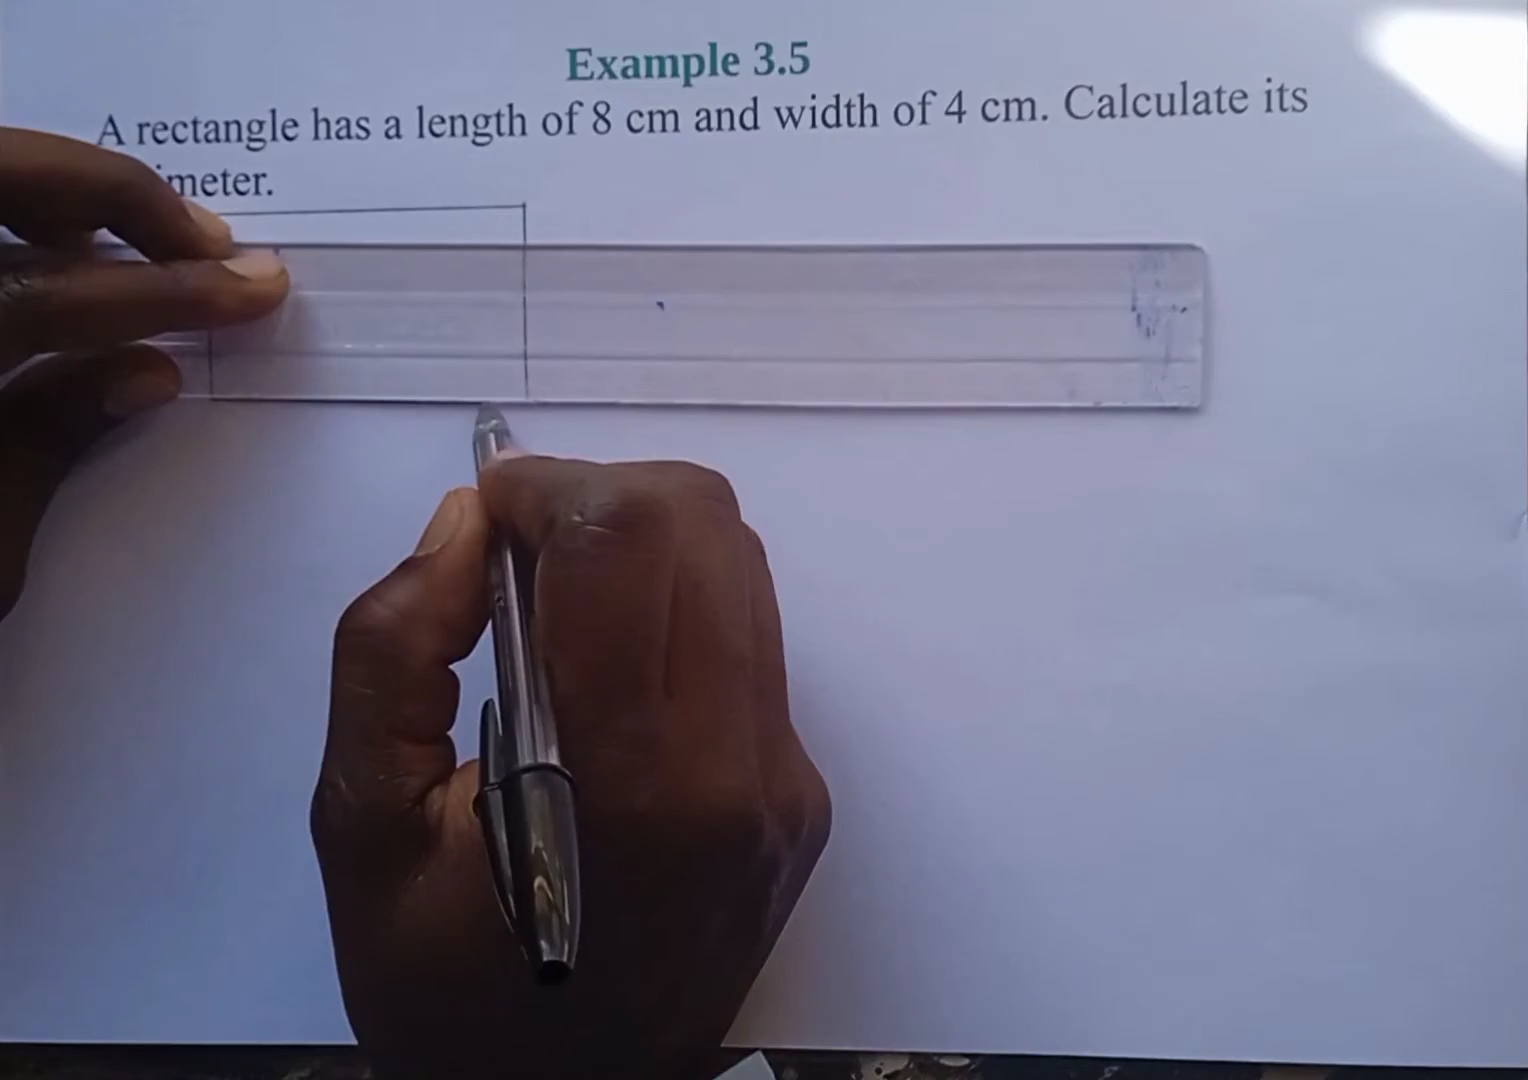 Example 3.5
A rectangle has a length of 8 cm and width of 4 cm. Calculate its
meter.